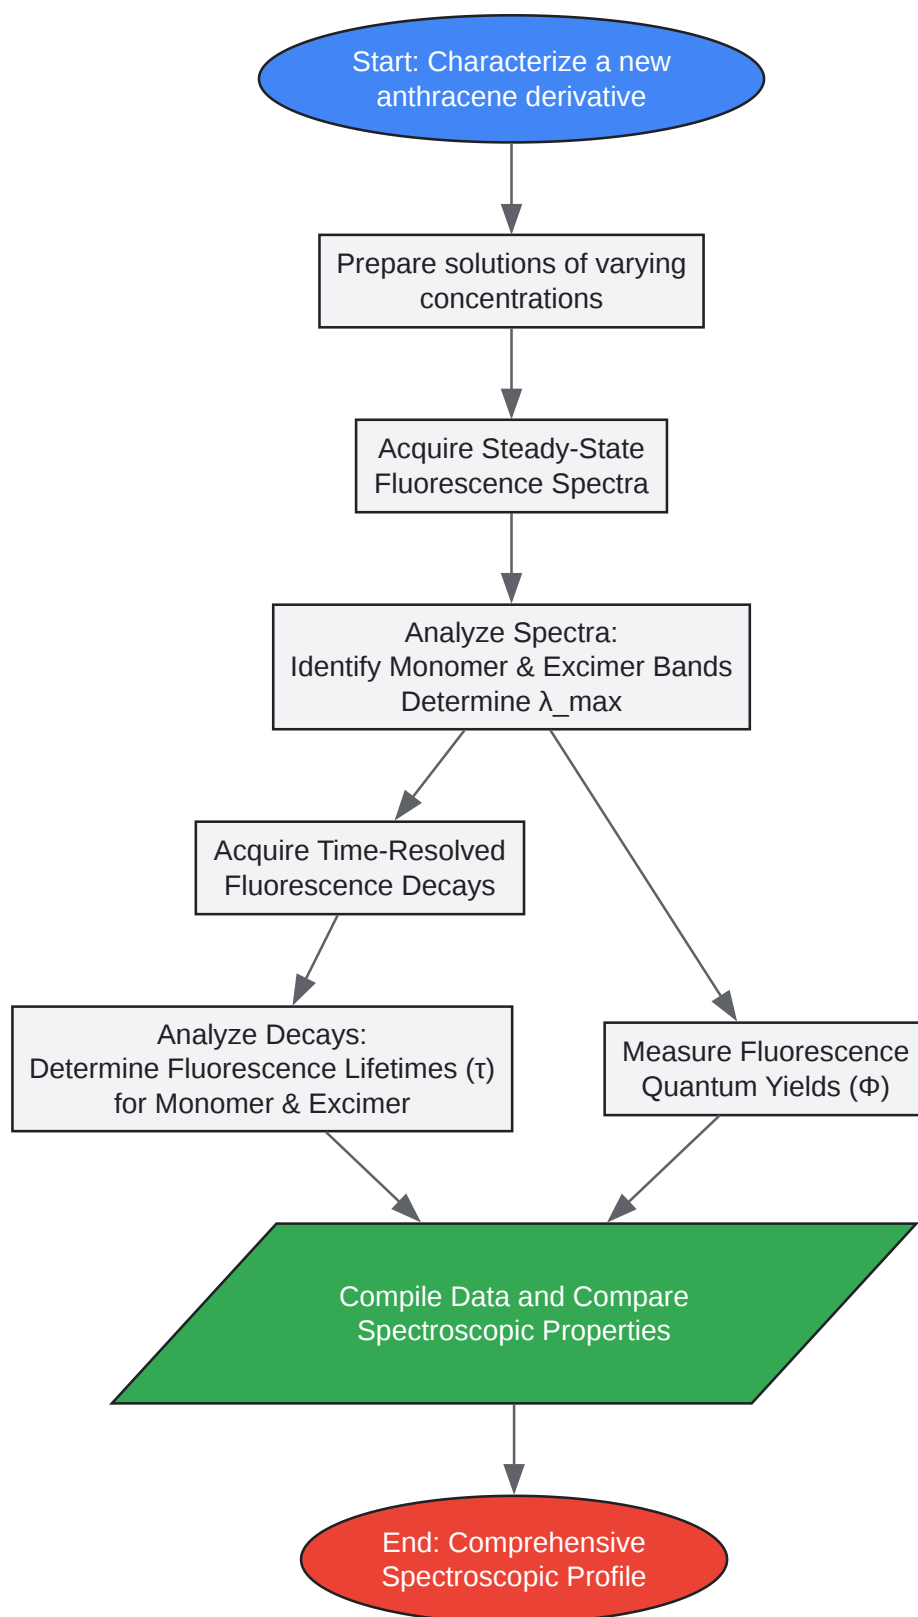 Start: Characterize a new
anthracene derivative
Prepare solutions of varying
concentrations
Acquire Steady-State
Fluorescence Spectra
Analyze Spectra:
Identify Monomer & Excimer Bands
Determine λ_max
Acquire Time-Resolved
Fluorescence Decays
Analyze Decays:
Determine Fluorescence Lifetimes (τ)
for Monomer & Excimer
Measure Fluorescence
Quantum Yields (Φ)
Compile Data and Compare
Spectroscopic Properties
End: Comprehensive
Spectroscopic Profile